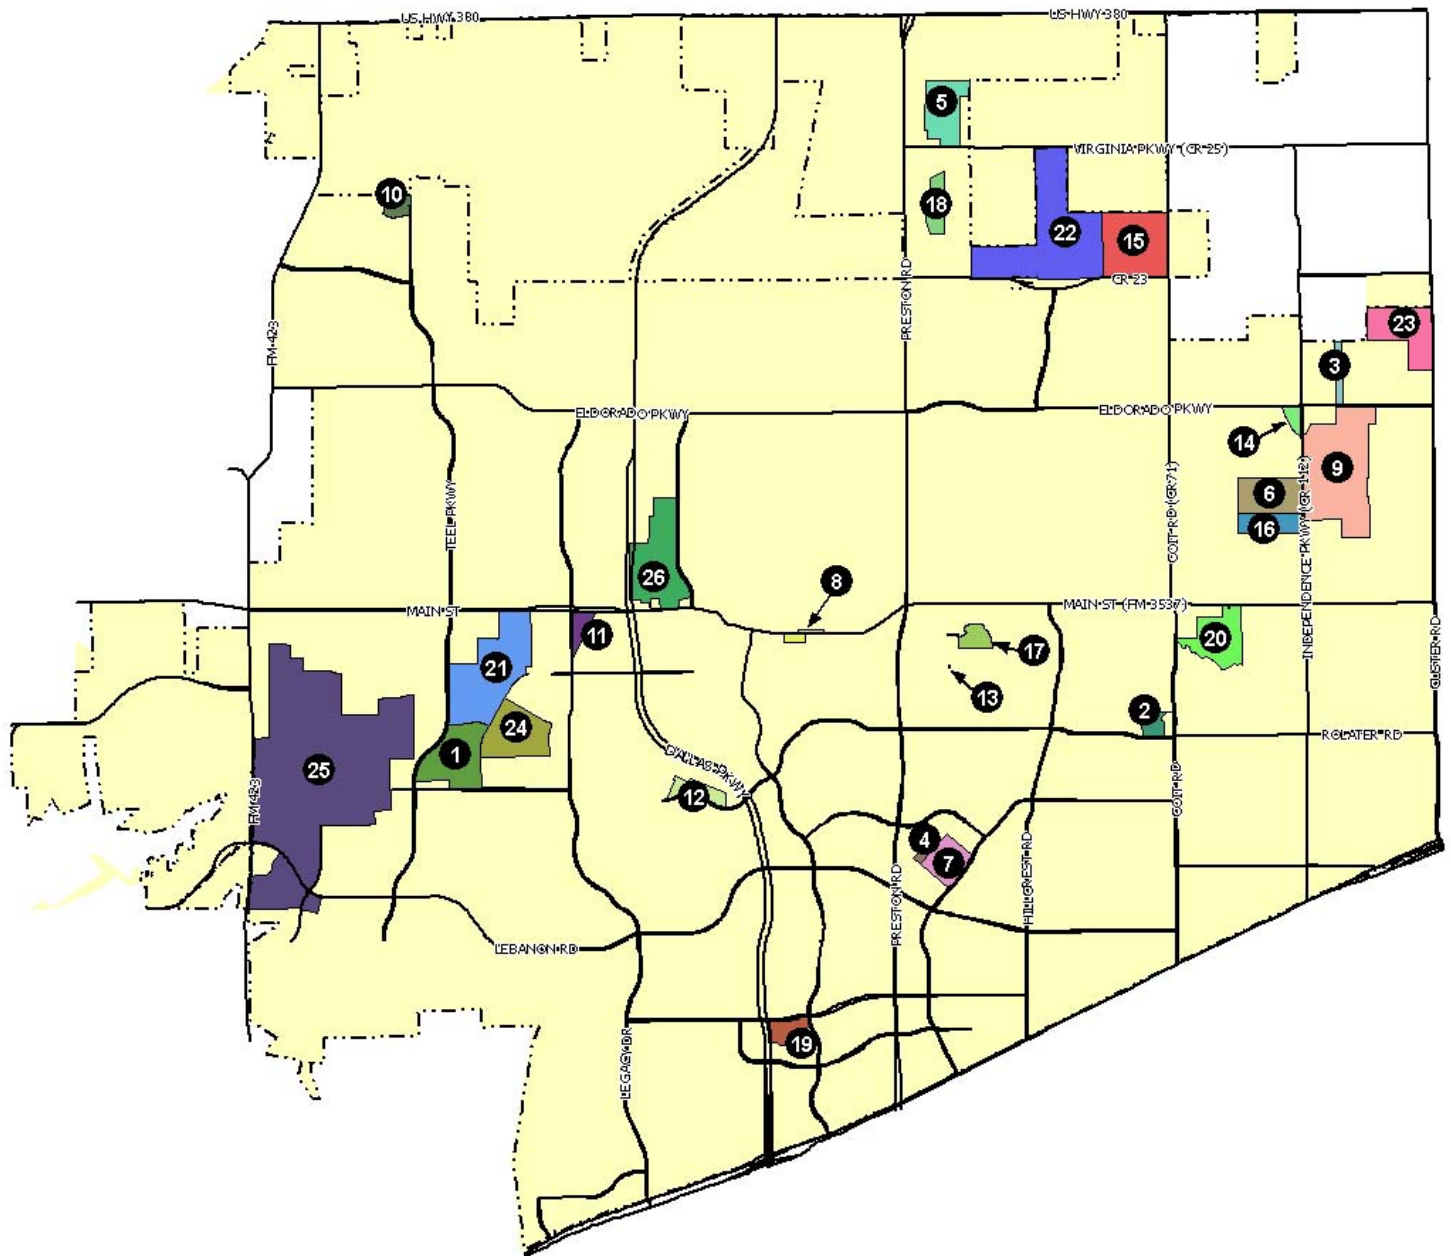 US HWY 380
US HWY 380
5
VIRGINIA PKWY (CR 25)
10
18
22
15
CR 23
PRESTON RD
FM 423
23
3
ELDORADO PKWY
ELDORADO PKWY
14
9
6
16
TEEL PKWY
COIT RD (CR 71)
INDEPENDENCE PKWY (CR 112)
26
8
MAIN ST
MAIN ST (FM 3537)
11
20
17
21
13
CUSTER RD
2
24
1
ROLATER RD
25
DALLAS PKWY
12
FM 423
COIT RD
4
7
PRESTON RD
HILLCREST RD
LEBANON RD
19
LEGACY DR